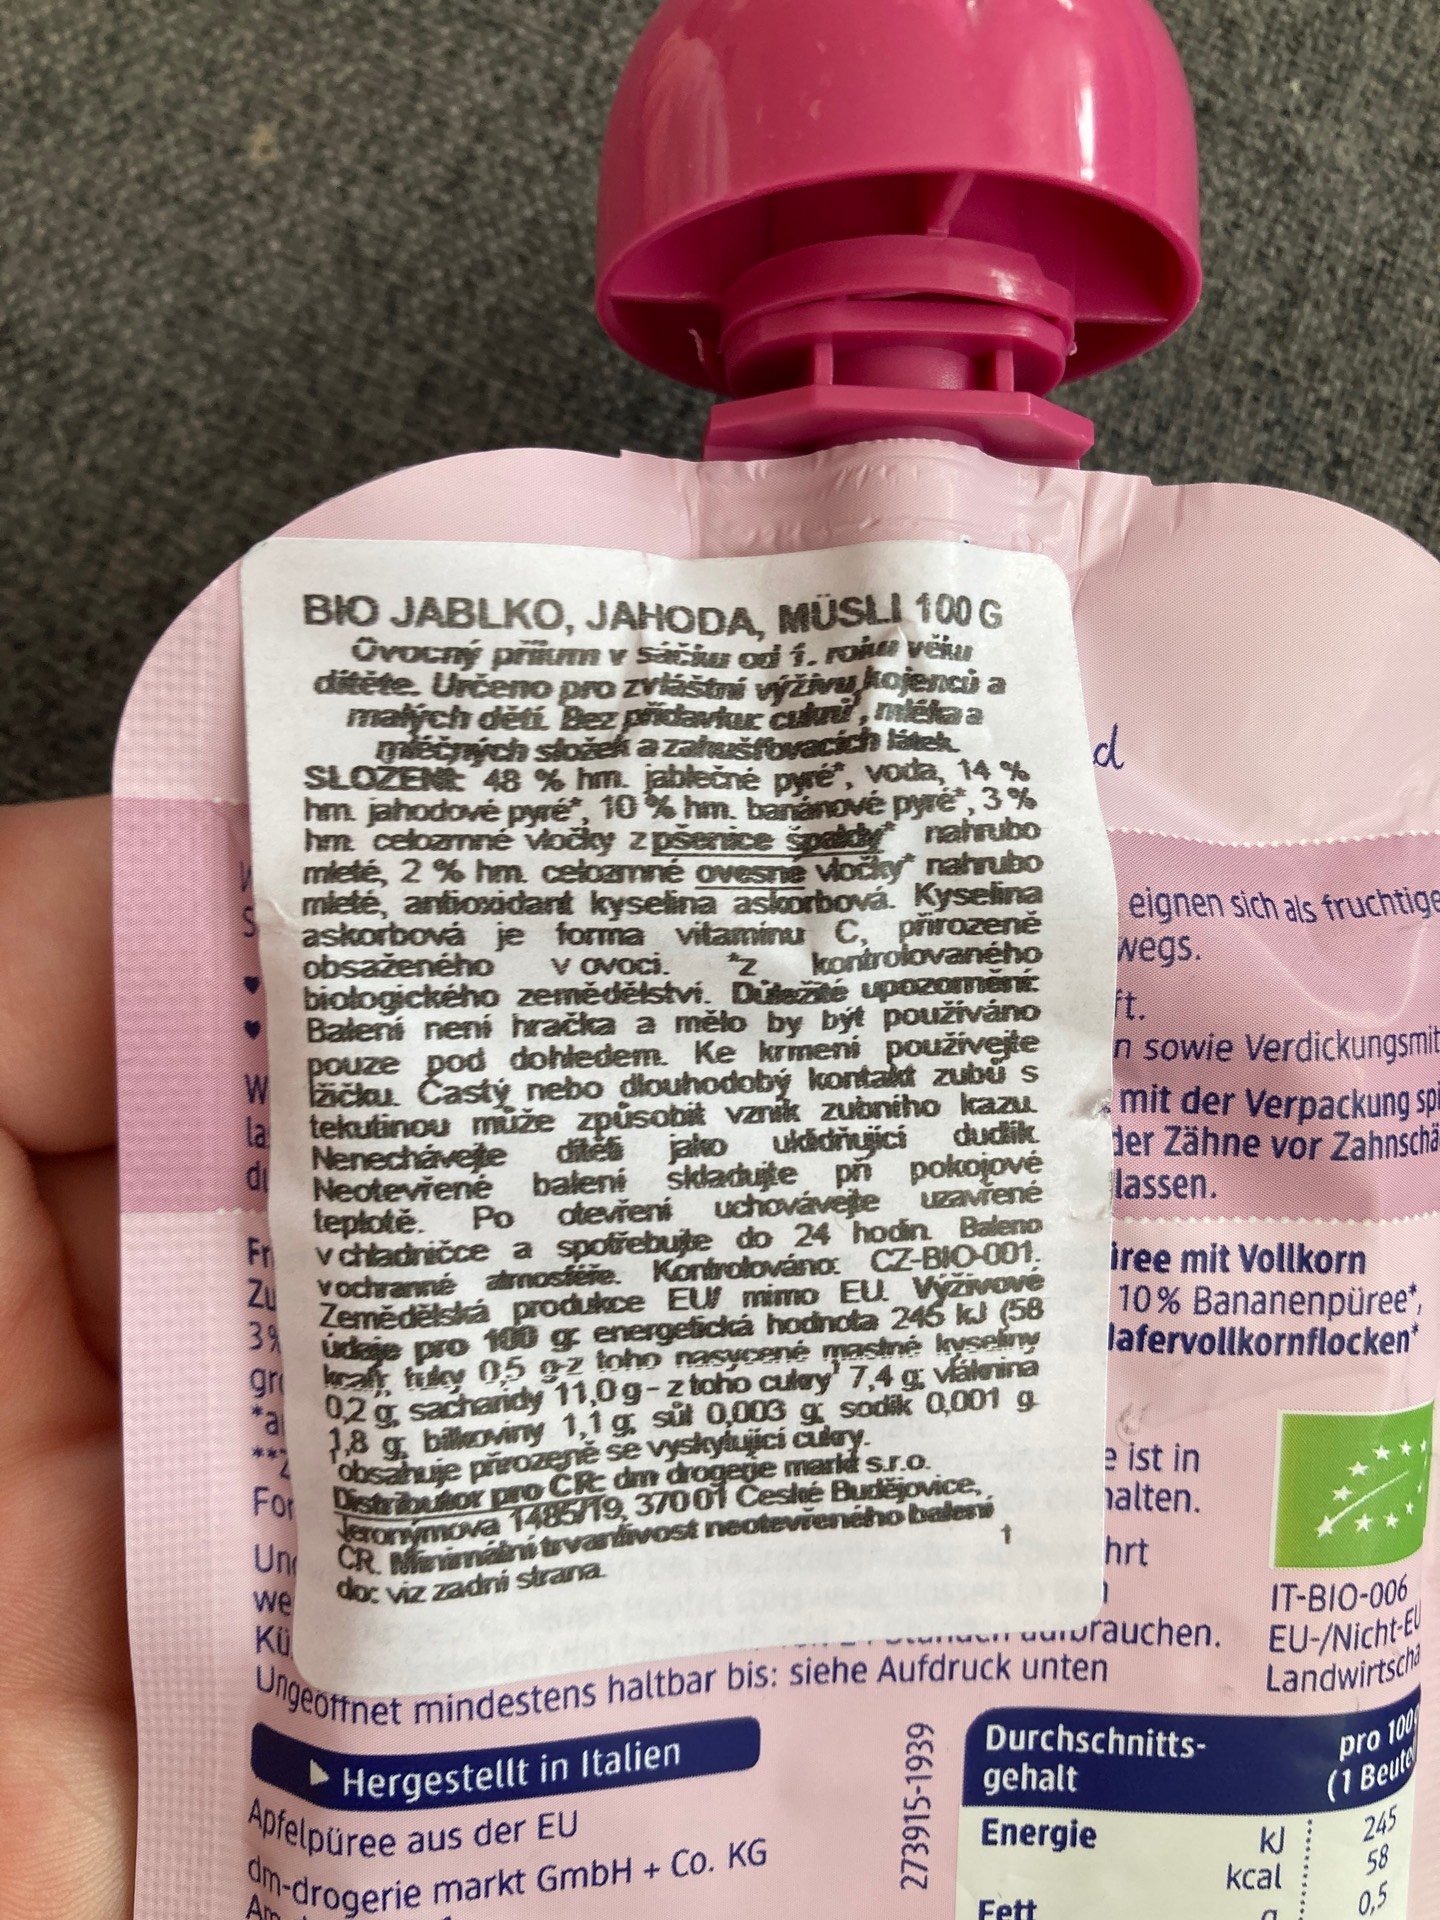 BIO JABLKO, JAHODA, MÜSLI 100 G
Ovocný příkrm v sáčku od 1. roku věku
dítěte. Určeno pro zvláštní výživu kojenců a
malých dětí. Bez přídavku cukru¹, mléka a
mléčných složek a zahušťovacích látek.
SLOŽENÍ: 48 % hm. jablečné pyré*, voda, 14 %
hm. jahodové pyré*, 10 % hm. banánové pyré*, 3 %
hm. celozrnné vločky z pšenice špaldy* nahrubo
mleté, 2 % hm. celozrnné ovesné vločky* nahrubo
mleté, antioxidant kyselina askorbová. Kyselina
askorbová je forma vitamínu C, přirozeně
obsaženého v ovoci. *z kontrolovaného
biologického zemědělství. Důležité upozornění:
Balení není hračka a mělo by být používáno
pouze pod dohledem. Ke krmení používejte
lžičku. Častý nebo dlouhodobý kontakt zubů s
tekutinou může způsobit vznik zubního kazu.
Nenechávejte dítěti jako uklidňující dudlík.
Neotevřené balení skladujte při pokojové
teplotě. Po otevření uchovávejte uzavřené
v chladničce a spotřebujte do 24 hodin. Baleno
v ochranné atmosféře. Kontrolováno: CZ-BIO-001.
Zemědělská produkce EU/ mimo EU. Výživové
údaje pro 100 g: energetická hodnota 245 kJ (58
kcal), tuky 0,5 g-z toho nasycené mastné kyseliny
0,2 g, sacharidy 11,0 g - z toho cukry¹ 7,4 g, vláknina
1,8 g, bílkoviny 1,1 g, sůl 0,003 g, sodík 0,001 g.
¹obsahuje přirozeně se vyskytující cukry.
Distributor pro ČR: dm drogerie markt s.r.o.
Jeronýmova 1485/19, 370 01 České Budějovice,
ČR. Minimální trvanlivost neotevřeného balení
do: viz zadní strana. 1
d
eignen sich als fruchtige
wegs.
ft.
n sowie Verdickungsmit
mit der Verpackung spi
der Zähne vor Zahnschä
lassen.
üree mit Vollkorn
10% Bananenpüree*,
lafervollkornflocken*
e ist in
halten.
hrt
rauchen.
Ungeöffnet mindestens haltbar bis: siehe Aufdruck unten
IT-BIO-006
EU-/Nicht-EU
Landwirtscha
Hergestellt in Italien
Apfelpüree aus der EU
dm-drogerie markt GmbH + Co. KG
273915-1939
Durchschnitts-
gehalt
pro 100g
(1 Beutel
Energie kJ 245
kcal 58
Fett g 0,5